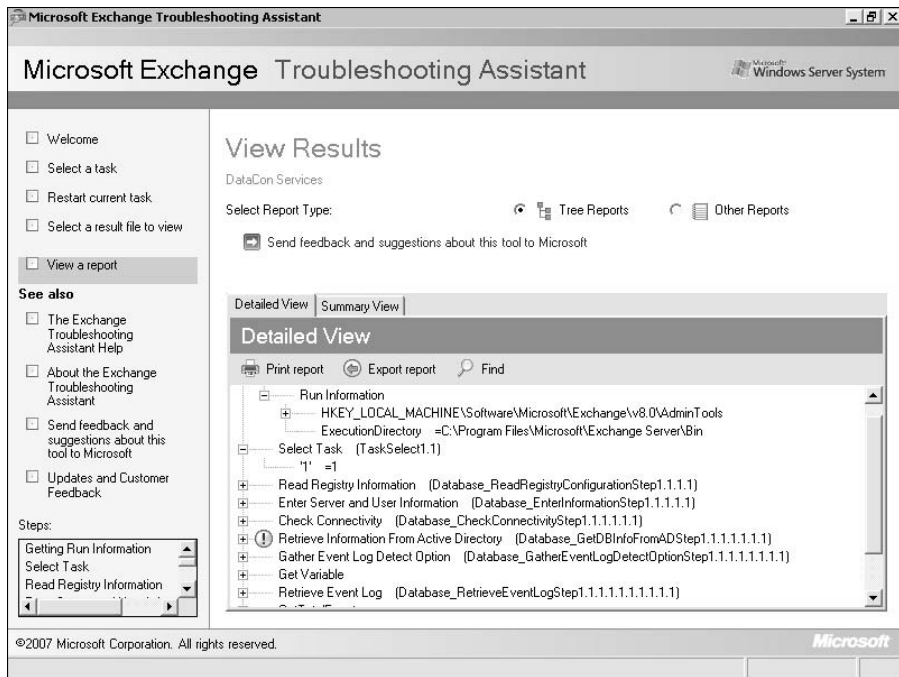 Microsoft Exchange Troubleshooting Assistant
Microsoft Exchange Troubleshooting Assistant
Microsoft
Windows Server System
Welcome
Select a task
Restart current task
Select a result file to view
View a report
See also
The Exchange
Troubleshooting
Assistant Help
About the Exchange
Troubleshooting
Assistant
Send feedback and
suggestions about this
tool to Microsoft
Updates and Customer
Feedback
Steps:
Getting Run Information
Select Task
Read Registry Information
View Results
DataCon Services
Select Report Type:
Tree Reports
Other Reports
Send feedback and suggestions about this tool to Microsoft
Detailed View
Summary View
Detailed View
Print report
Export report
Find
Run Information
HKEY_LOCAL_MACHINE\Software\Microsoft\Exchange\v8.0\AdminTools
ExecutionDirectory =C:\Program Files\Microsoft\Exchange Server\Bin
Select Task (TaskSelect1.1)
'1' =1
Read Registry Information (Database_ReadRegistryConfigurationStep1.1.1.1)
Enter Server and User Information (Database_EnterInformationStep1.1.1.1.1)
Check Connectivity (Database_CheckConnectivityStep1.1.1.1.1.1)
Retrieve Information From Active Directory (Database_GetDBInfoFromADStep1.1.1.1.1.1.1)
Gather Event Log Detect Option (Database_GatherEventLogDetectOptionStep1.1.1.1.1.1.1.1)
Get Variable
Retrieve Event Log (Database_RetrieveEventLogStep1.1.1.1.1.1.1.1.1.1)
©2007 Microsoft Corporation. All rights reserved.
Microsoft